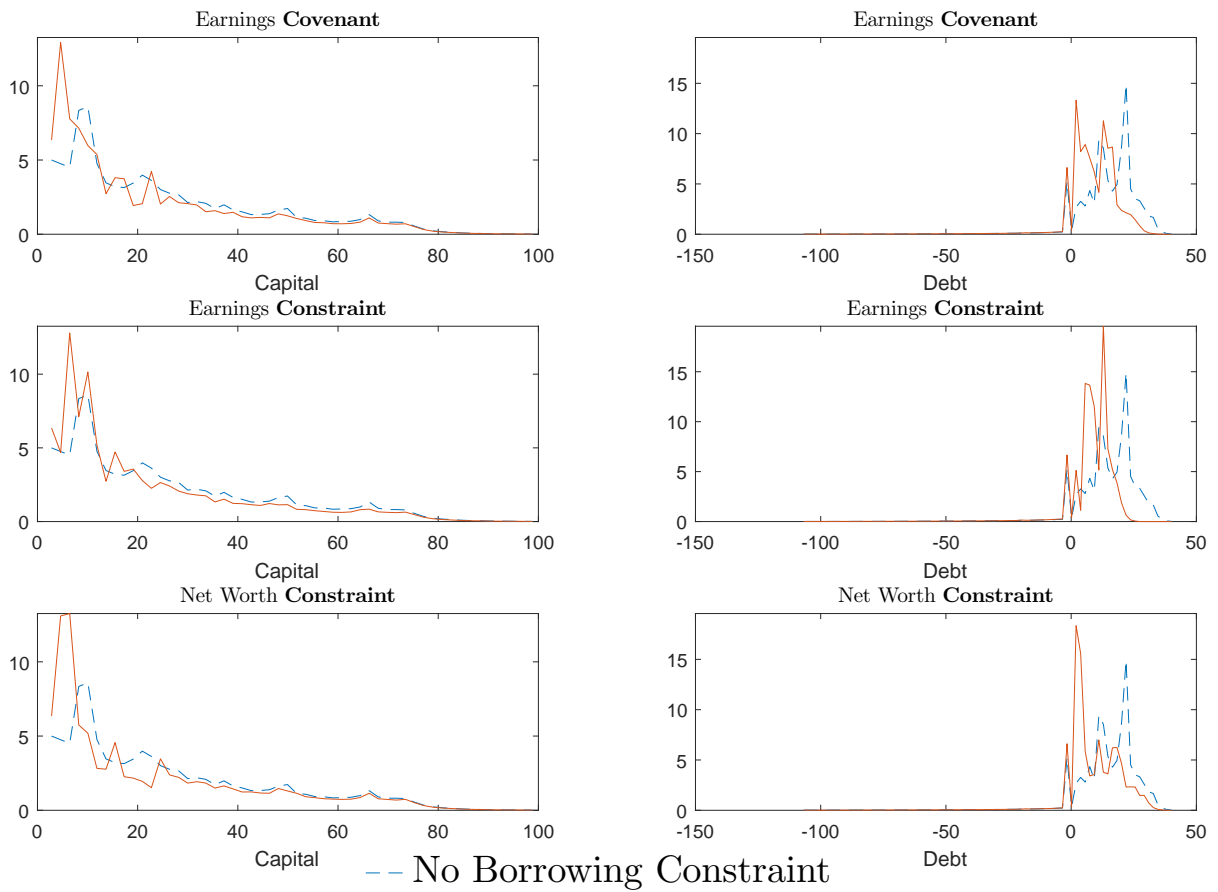 Earnings Covenant
10
5
0
0 20 40 60 80 100
Capital
Earnings Covenant
15
10
5
0
-150 -100 -50 0 50
Debt
Earnings Constraint
10
5
0
0 20 40 60 80 100
Capital
Earnings Constraint
15
10
5
0
-150 -100 -50 0 50
Debt
Net Worth Constraint
10
5
0
0 20 40 60 80 100
Capital
Net Worth Constraint
15
10
5
0
-150 -100 -50 0 50
Debt
No Borrowing Constraint